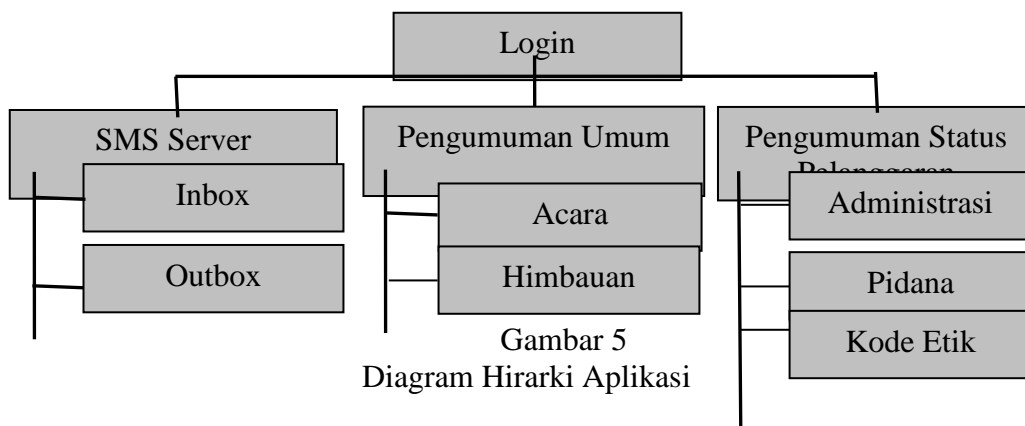 Login
SMS Server
Inbox
Outbox
Pengumuman Umum
Acara
Himbauan
Pengumuman Status
Pelanggaran
Administrasi
Pidana
Kode Etik
Gambar 5
Diagram Hirarki Aplikasi